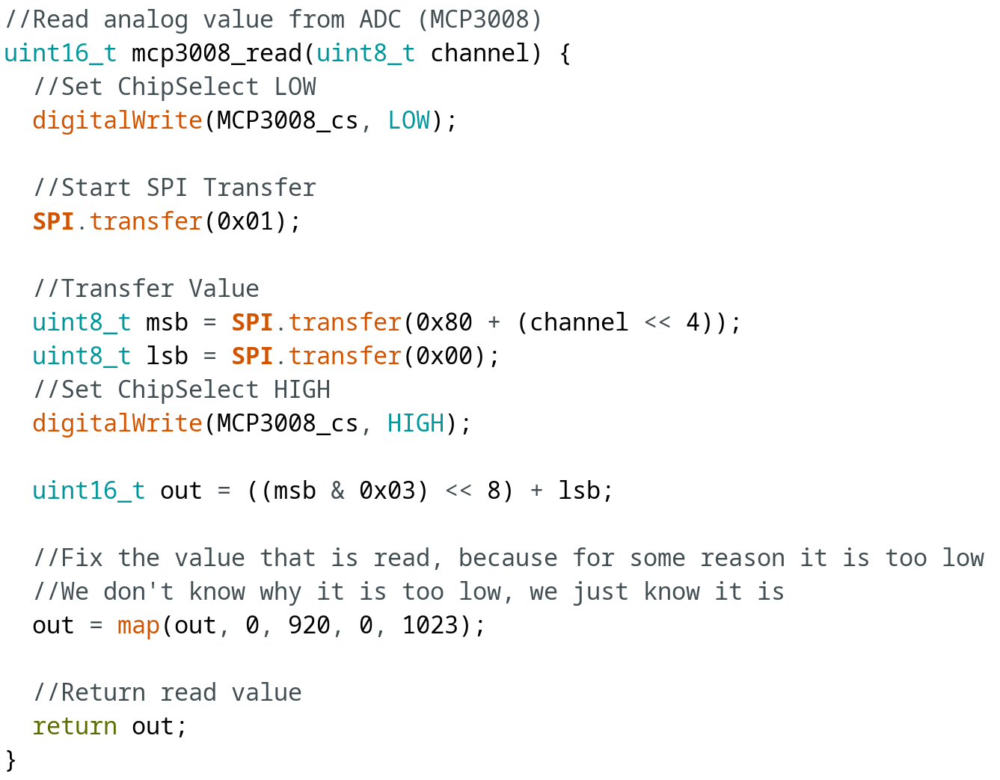 //Read analog value from ADC (MCP3008)
uint16_t mcp3008_read(uint8_t channel) {
  //Set ChipSelect LOW
  digitalWrite(MCP3008_cs, LOW);

  //Start SPI Transfer
  SPI.transfer(0x01);

  //Transfer Value
  uint8_t msb = SPI.transfer(0x80 + (channel << 4));
  uint8_t lsb = SPI.transfer(0x00);
  //Set ChipSelect HIGH
  digitalWrite(MCP3008_cs, HIGH);

  uint16_t out = ((msb & 0x03) << 8) + lsb;

  //Fix the value that is read, because for some reason it is too low
  //We don't know why it is too low, we just know it is
  out = map(out, 0, 920, 0, 1023);

  //Return read value
  return out;
}